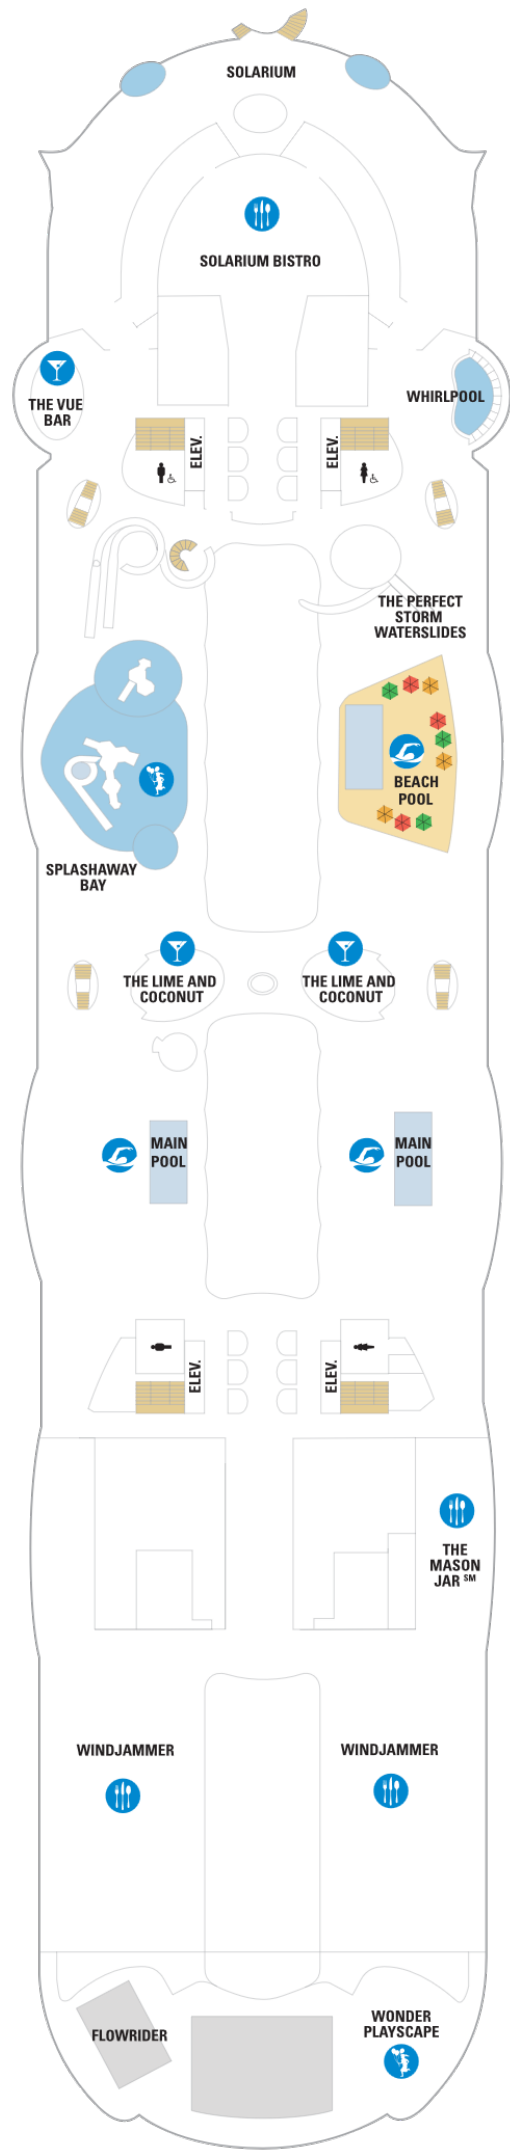 SOLARIUM
SOLARIUM BISTRO
THE VUE
BAR
WHIRLPOOL
ELEV.
ELEV.
THE PERFECT
STORM
WATERSLIDES
BEACH
POOL
SPLASHAWAY
BAY
THE LIME AND
COCONUT
THE LIME AND
COCONUT
MAIN
POOL
MAIN
POOL
ELEV.
ELEV.
THE
MASON
JAR SM
WINDJAMMER
WINDJAMMER
FLOWRIDER
WONDER
PLAYSCAPE